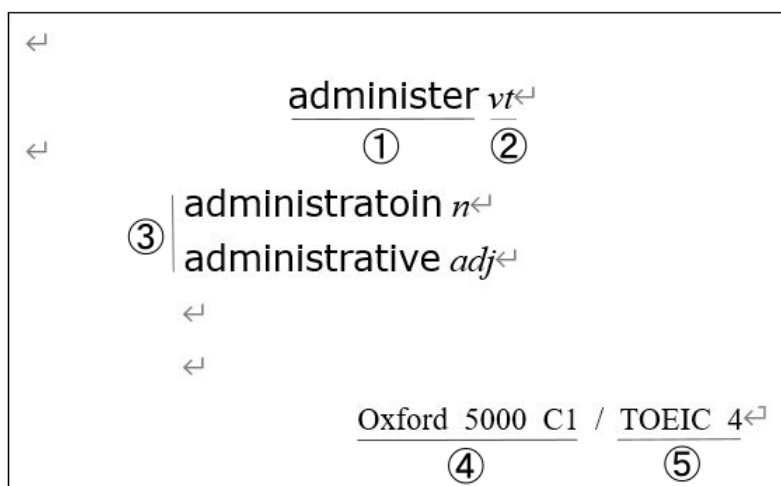 administer vt
① ②
③ administratoin n
administrative adj
Oxford 5000 C1 / TOEIC 4
④ ⑤